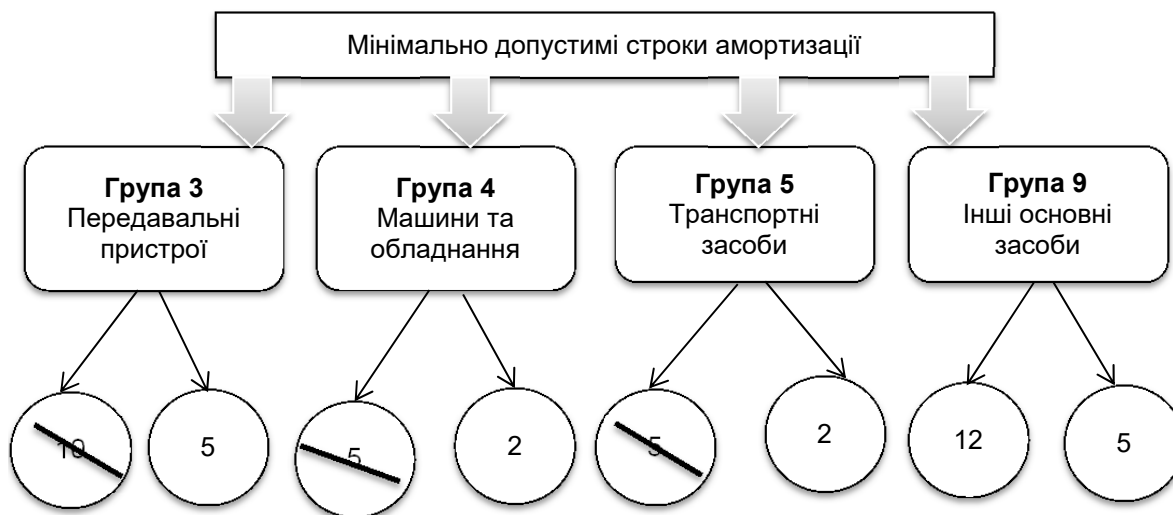 Мінімально допустимі строки амортизації
Група 3
Передавальні
пристрої
Група 4
Машини та
обладнання
Група 5
Транспортні
засоби
Група 9
Інші основні
засоби
10
5
5
2
5
2
12
5